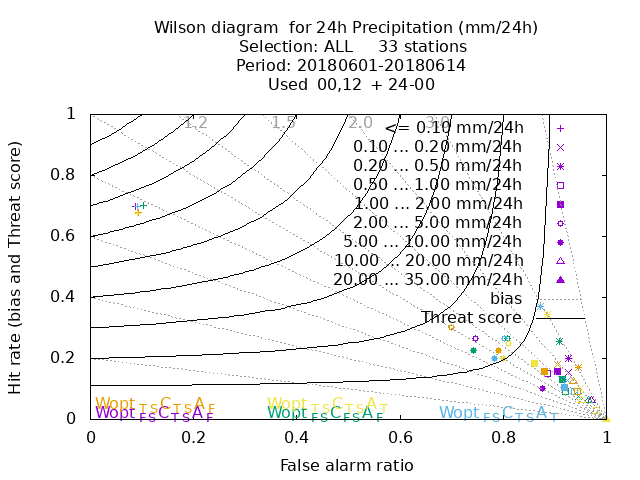 Wilson diagram  for 24h Precipitation (mm/24h)
Selection: ALL     33 stations
Period: 20180601-20180614
Used  00,12  + 24-00
Hit rate (bias and Threat score)
1
0.8
0.6
0.4
0.2
0
1.2
1.5
2.0
3.0
<= 0.10 mm/24h
0.10 ... 0.20 mm/24h
0.20 ... 0.50 mm/24h
0.50 ... 1.00 mm/24h
1.00 ... 2.00 mm/24h
2.00 ... 5.00 mm/24h
5.00 ... 10.00 mm/24h
10.00 ... 20.00 mm/24h
20.00 ... 35.00 mm/24h
bias
Threat score
Wopt_TSC_TSA_F
Wopt_TSC_TSA_T
Wopt_FSC_TSA_F
Wopt_FSC_FSA_T
Wopt_FSC_TSA_T
0
0.2
0.4
0.6
0.8
1
False alarm ratio